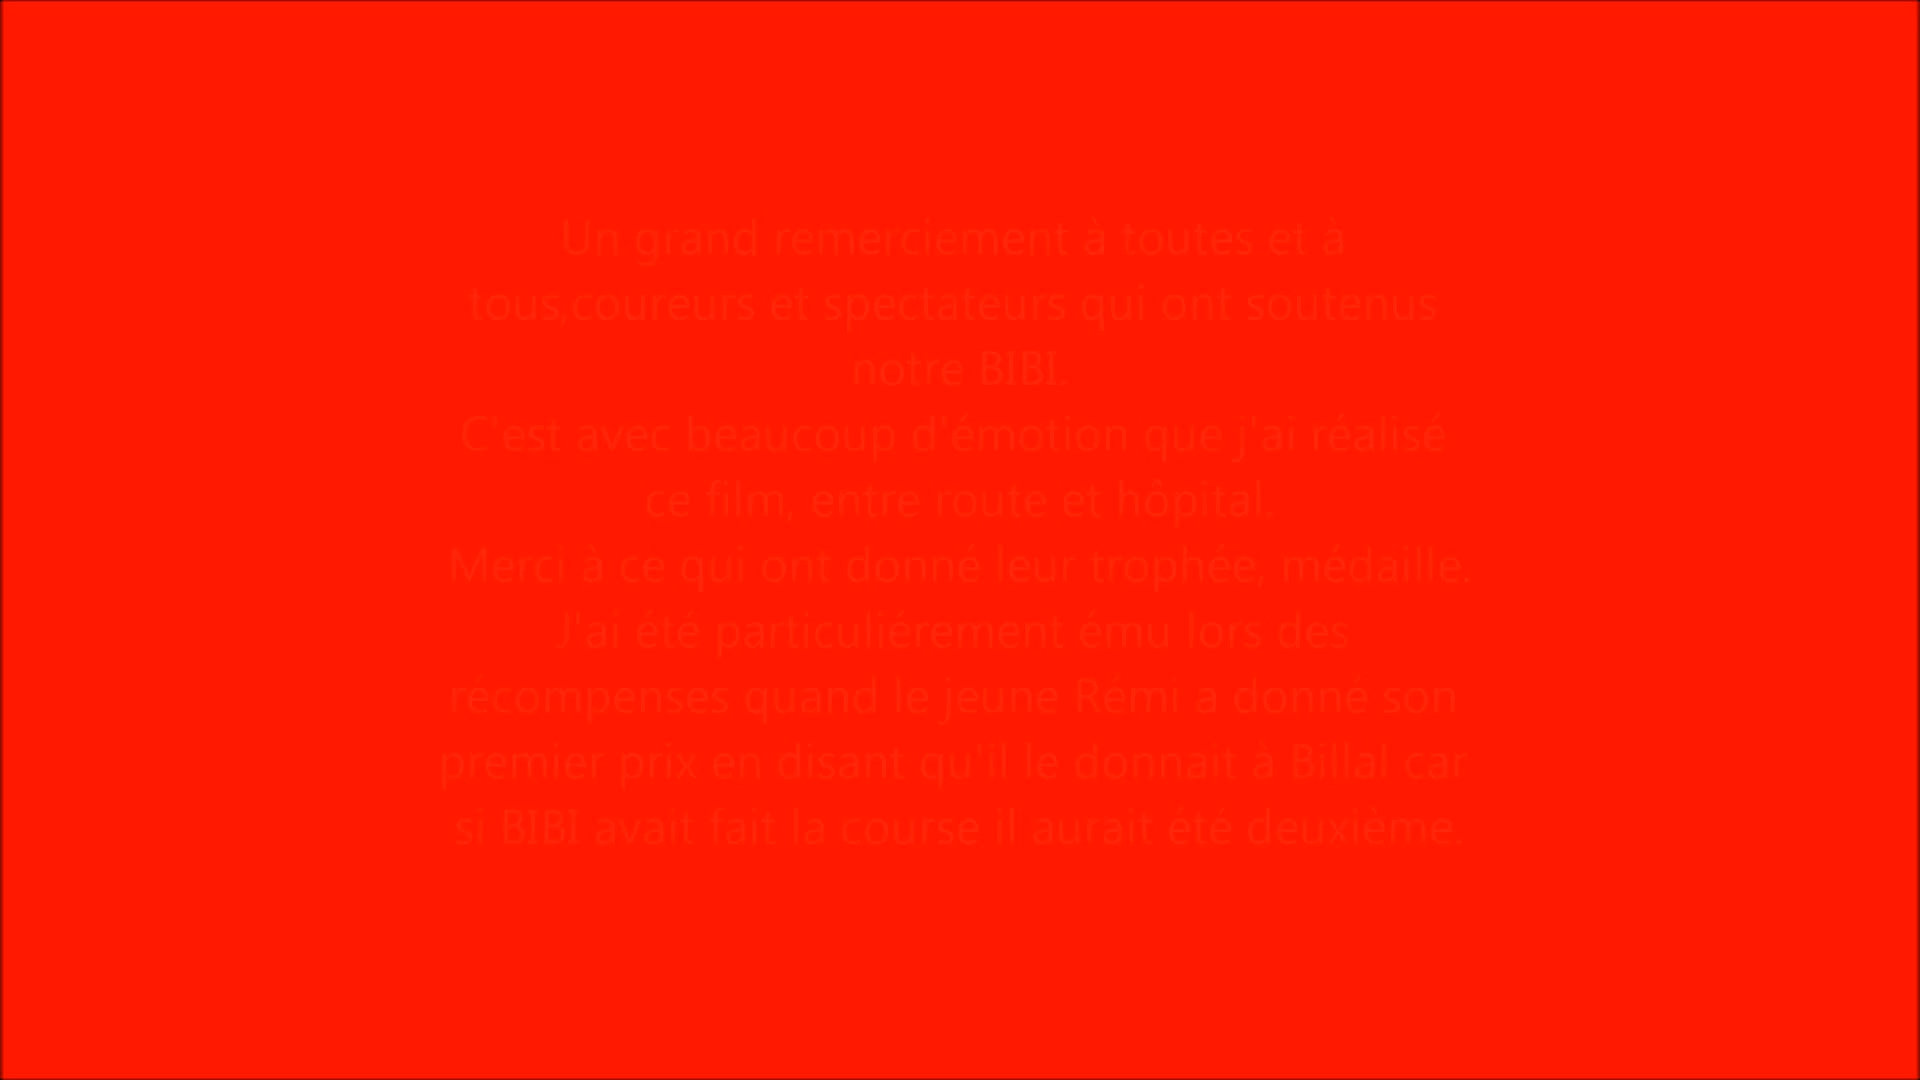 Un grand remerciement à toutes et à
tous,coureurs et spectateurs qui ont soutenus
notre BIBI.
C'est avec beaucoup d'émotion que j'ai réalisé
ce film, entre route et hôpital.
Merci à ce qui ont donné leur trophée, médaille.
J'ai été particuliérement ému lors des
récompenses quand le jeune Rémi a donné son
premier prix en disant qu'il le donnait à Billal car
si BIBI avait fait la course il aurait été deuxième.